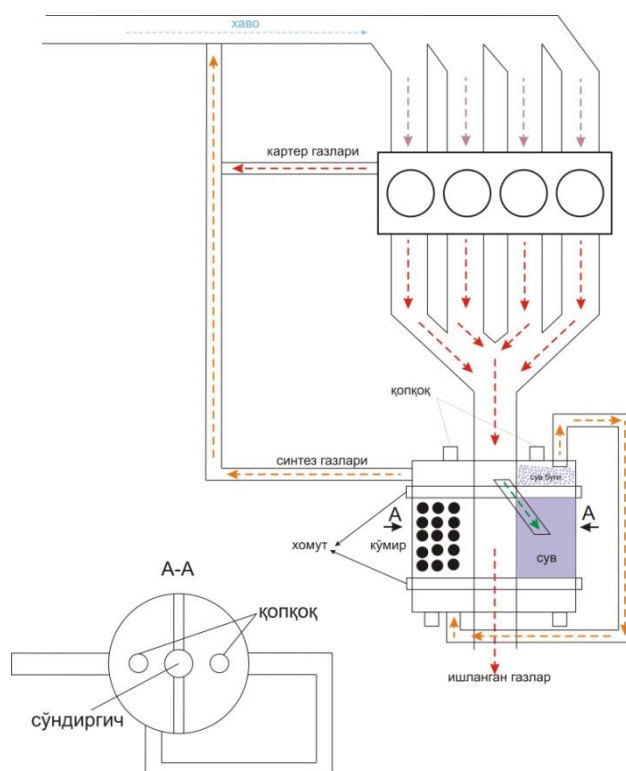 хаво
картер газлари
қопқоқ
синтез газлари
сув буғи
А
А
хомут
кўмир
сув
А-А
қопқоқ
сўндиргич
ишланган газлар